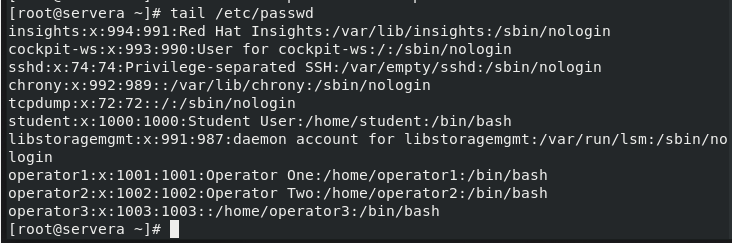 [root@servera ~]# tail /etc/passwd
insights:x:994:991:Red Hat Insights:/var/lib/insights:/sbin/nologin
cockpit-ws:x:993:990:User for cockpit-ws:/:/sbin/nologin
sshd:x:74:74:Privilege-separated SSH:/var/empty/sshd:/sbin/nologin
chrony:x:992:989::/var/lib/chrony:/sbin/nologin
tcpdump:x:72:72::/:/sbin/nologin
student:x:1000:1000:Student User:/home/student:/bin/bash
libstoragemgmt:x:991:987:daemon account for libstoragemgmt:/var/run/lsm:/sbin/no
login
operator1:x:1001:1001:Operator One:/home/operator1:/bin/bash
operator2:x:1002:1002:Operator Two:/home/operator2:/bin/bash
operator3:x:1003:1003::/home/operator3:/bin/bash
[root@servera ~]#